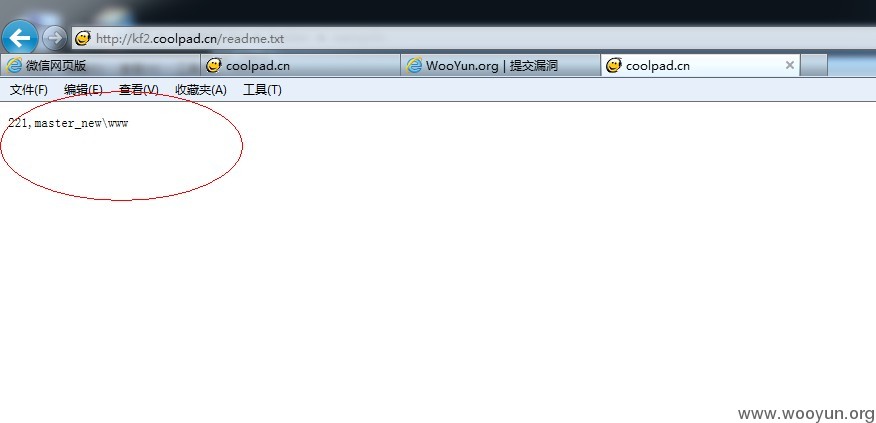 http://kf2.coolpad.cn/readme.txt
微信网页版 coolpad.cn WooYun.org | 提交漏洞 coolpad.cn
文件(F) 编辑(E) 查看(V) 收藏夹(A) 工具(T)
221,master_new\www
www.wooyun.org